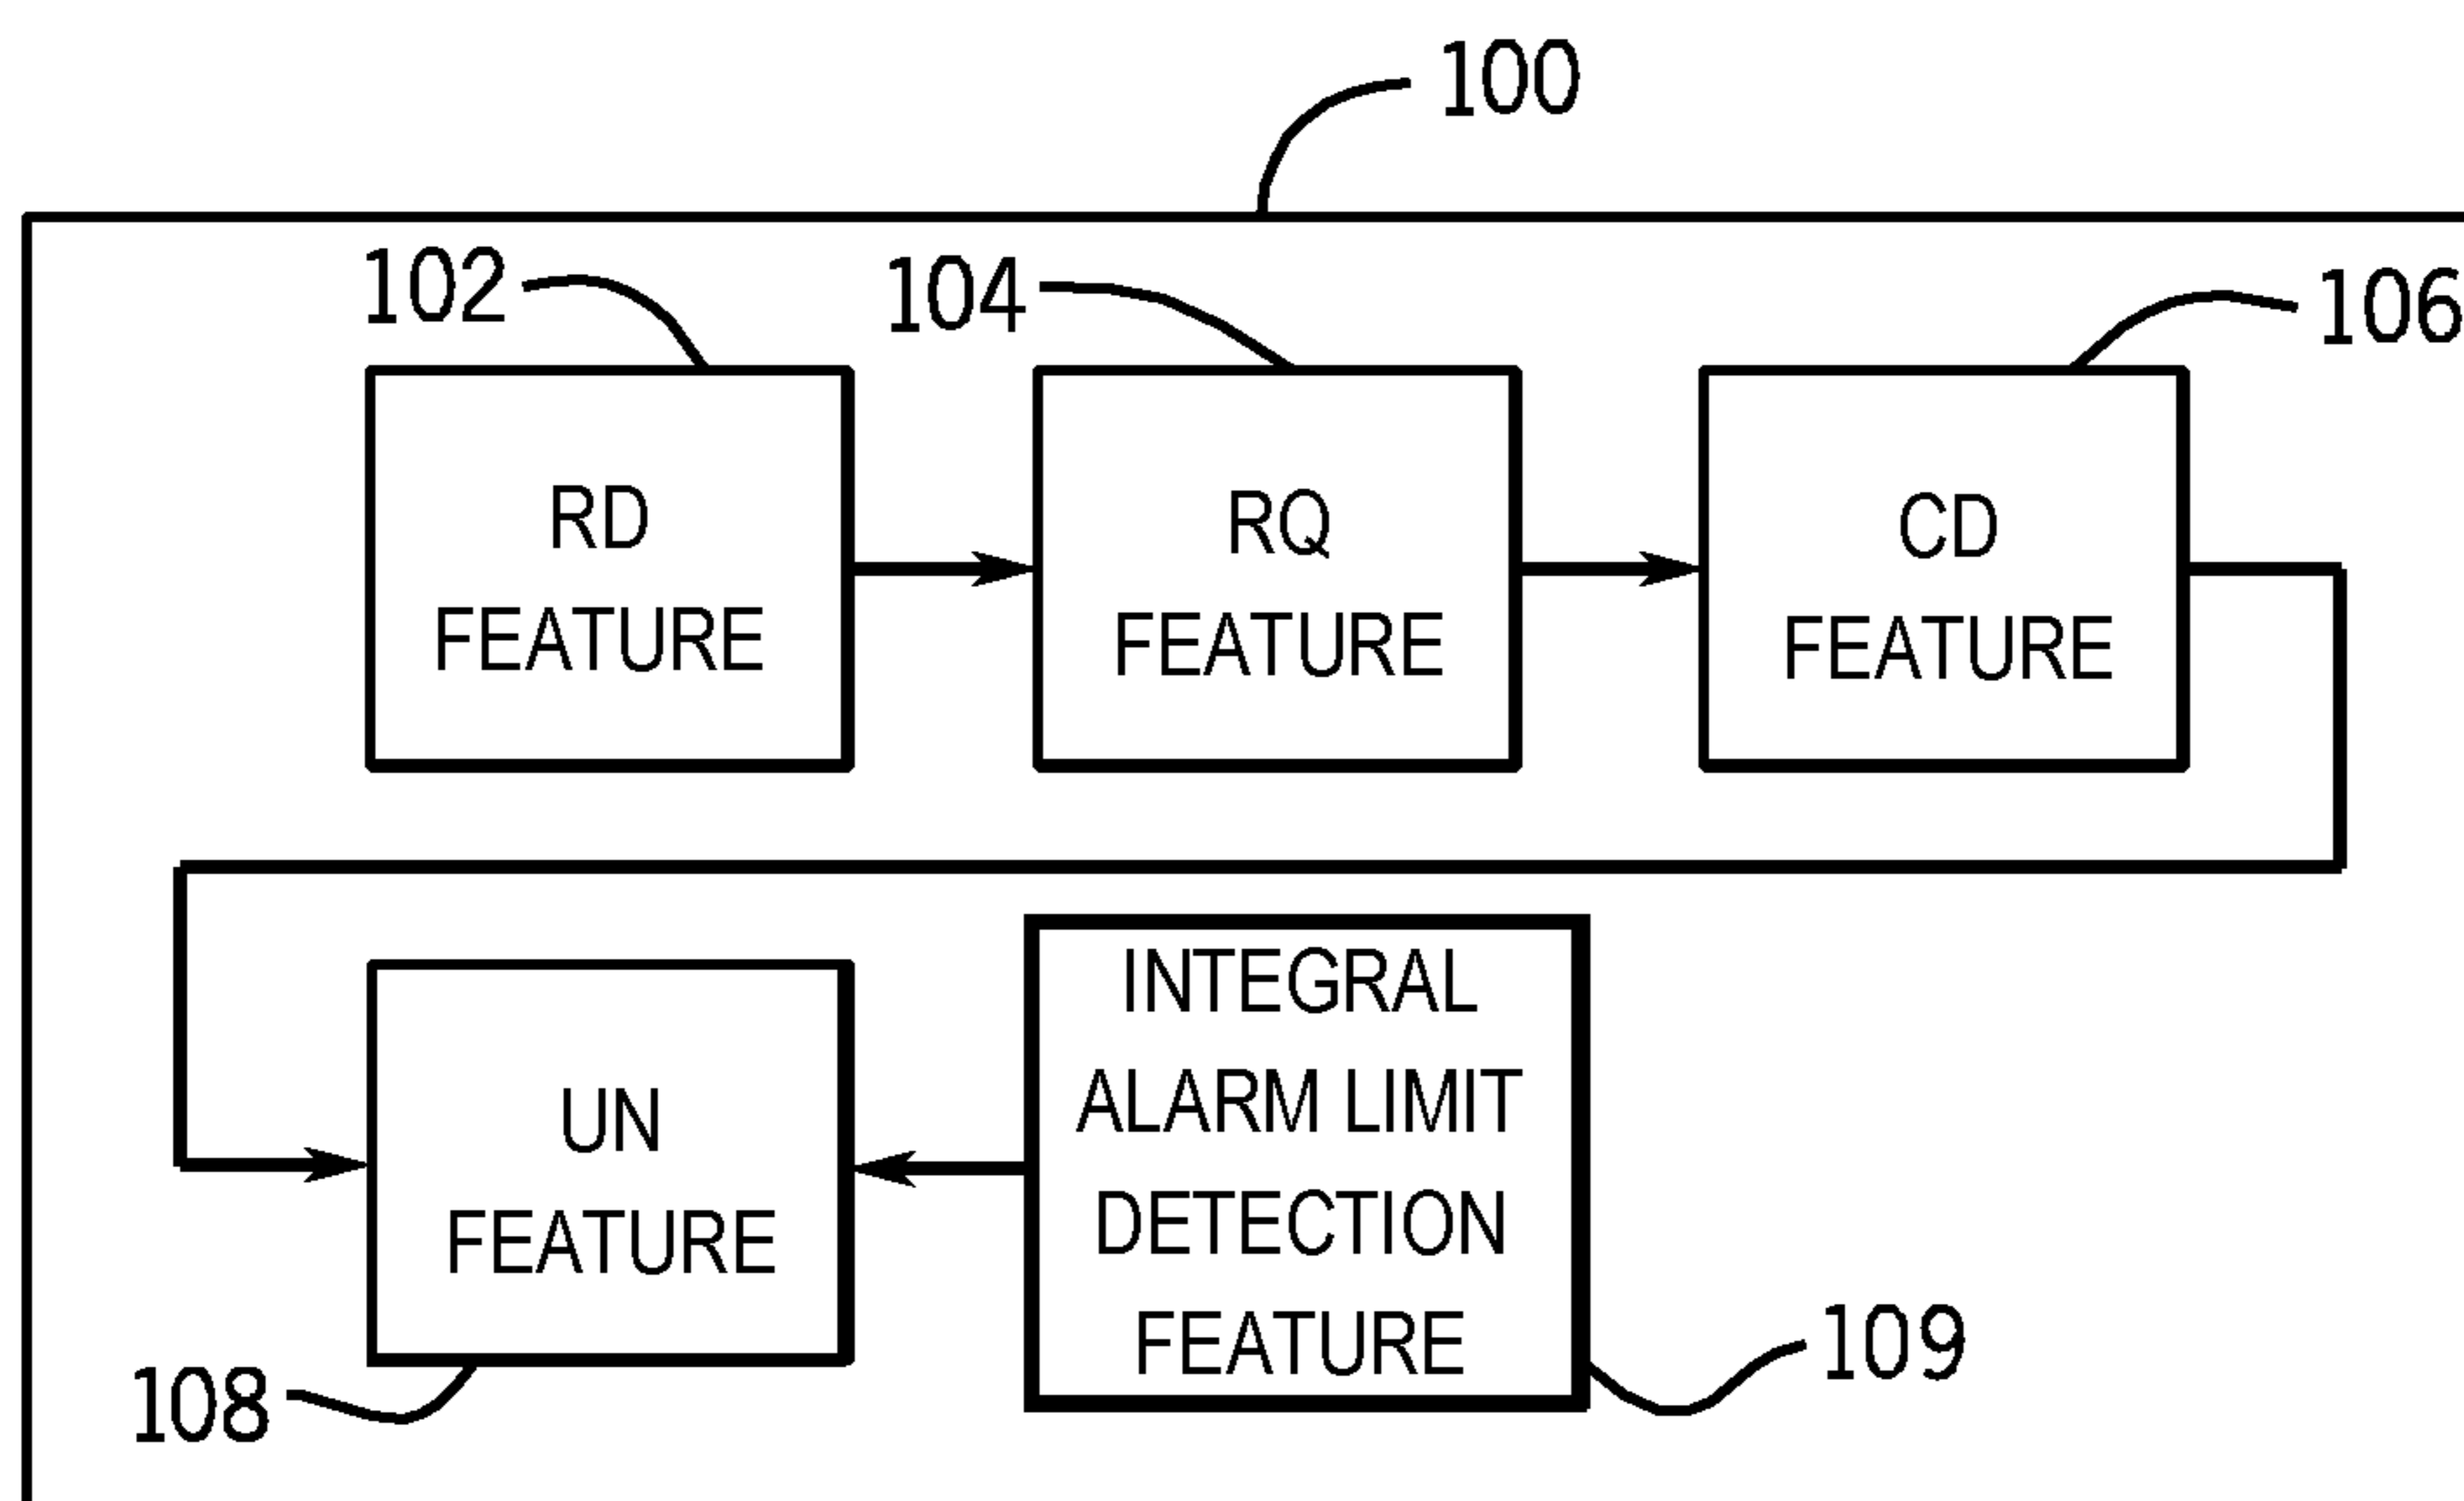 100
102
104
106
RD
FEATURE
RQ
FEATURE
CD
FEATURE
UN
FEATURE
INTEGRAL
ALARM LIMIT
DETECTION
FEATURE
108
109